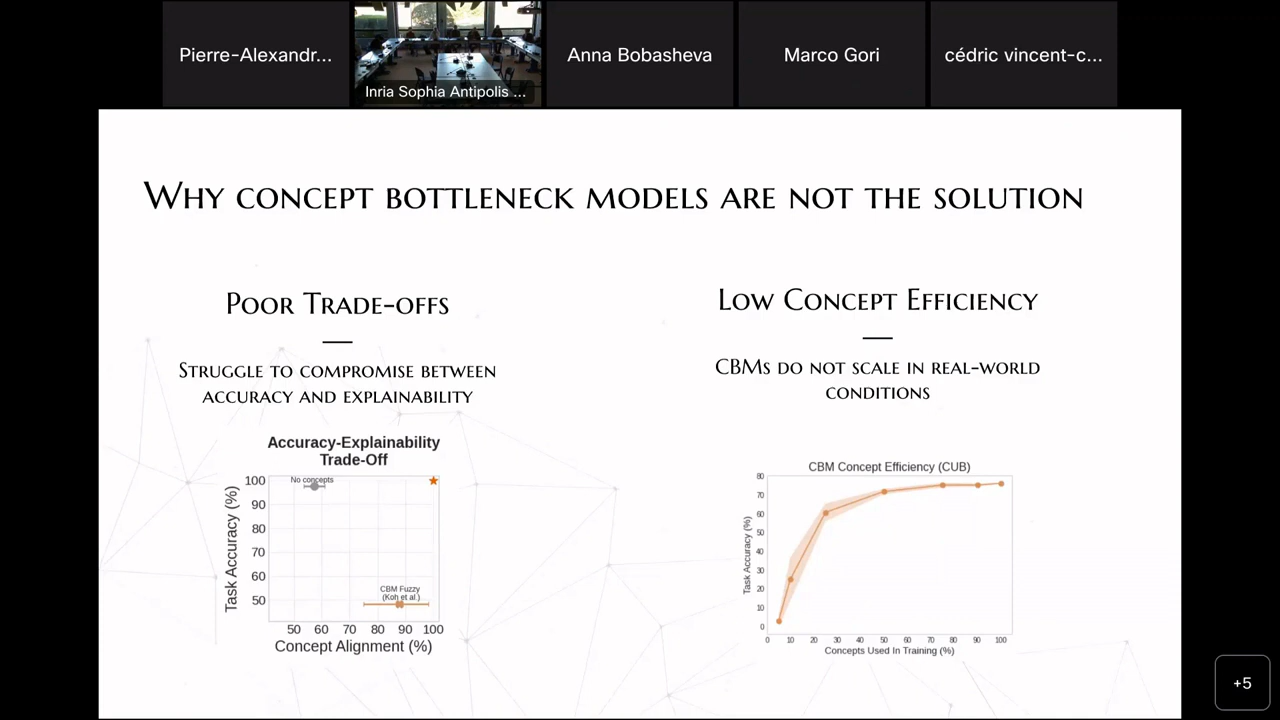 Pierre-Alexandr...
Inria Sophia Antipolis ...
Anna Bobasheva
Marco Gori
cédric vincent-c...
Why concept bottleneck models are not the solution
Poor Trade-offs
Struggle to compromise between
accuracy and explainability
Accuracy-Explainability
Trade-Off
Task Accuracy (%)
100
90
80
70
60
50
No concepts
CBM Fuzzy
(Koh et al.)
50 60 70 80 90 100
Concept Alignment (%)
Low Concept Efficiency
CBMs do not scale in real-world
conditions
CBM Concept Efficiency (CUB)
Task Accuracy (%)
80
70
60
50
40
30
20
10
0
0 10 20 30 40 50 60 70 80 90 100
Concepts Used In Training (%)
+5